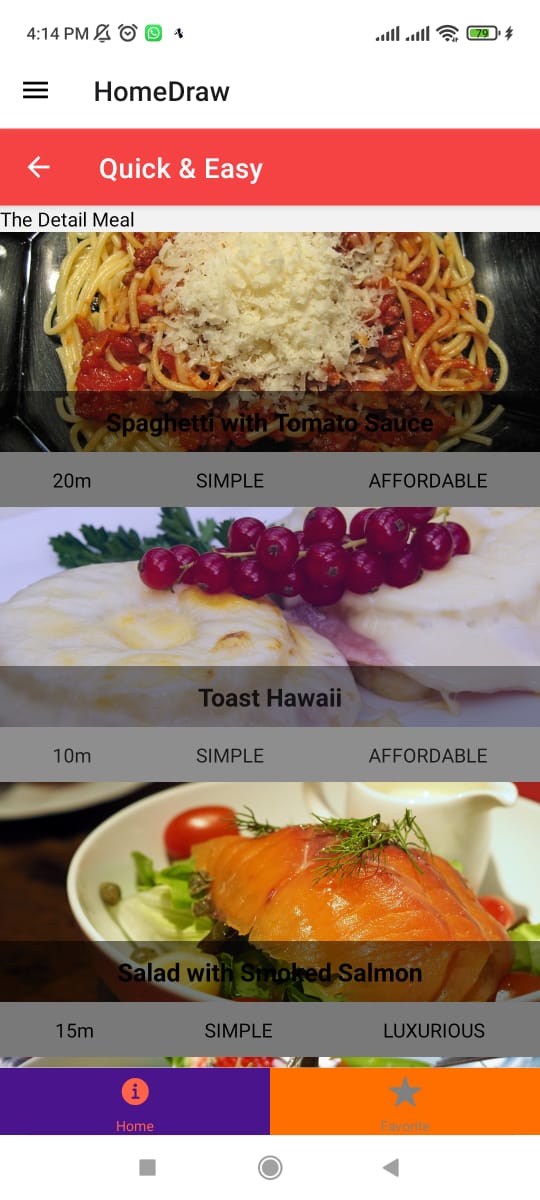 4:14 PM
79
HomeDraw
Quick & Easy
The Detail Meal
Spaghetti with Tomato Sauce
20m SIMPLE AFFORDABLE
Toast Hawaii
10m SIMPLE AFFORDABLE
Salad with Smoked Salmon
15m SIMPLE LUXURIOUS
Home Favorite